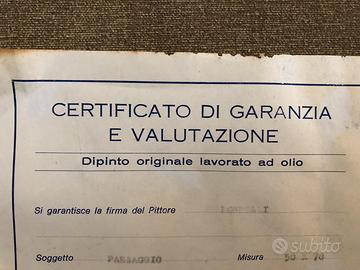 CERTIFICATO DI GARANZIA
E VALUTAZIONE
Dipinto originale lavorato ad olio
Si garantisce la firma del Pittore
Soggetto PAESAGGIO Misura 50 X 70
subito